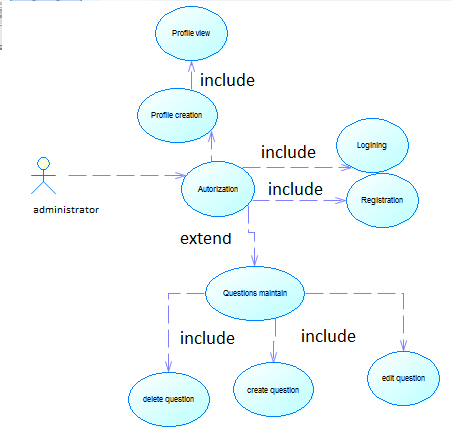 Profile view
include
Profile creation
include
Logining
Autorization
include
Registration
administrator
extend
Questions maintain
include
include
delete question
create question
edit question